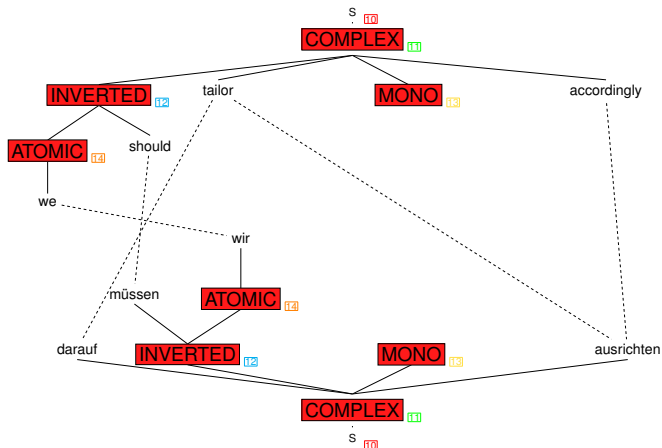 S
10
COMPLEX 11
INVERTED 12 tailor MONO 13 accordingly
ATOMIC 14 should
we
wir
müssen ATOMIC 14
darauf INVERTED 12 MONO 13 ausrichten
COMPLEX 11
S
10